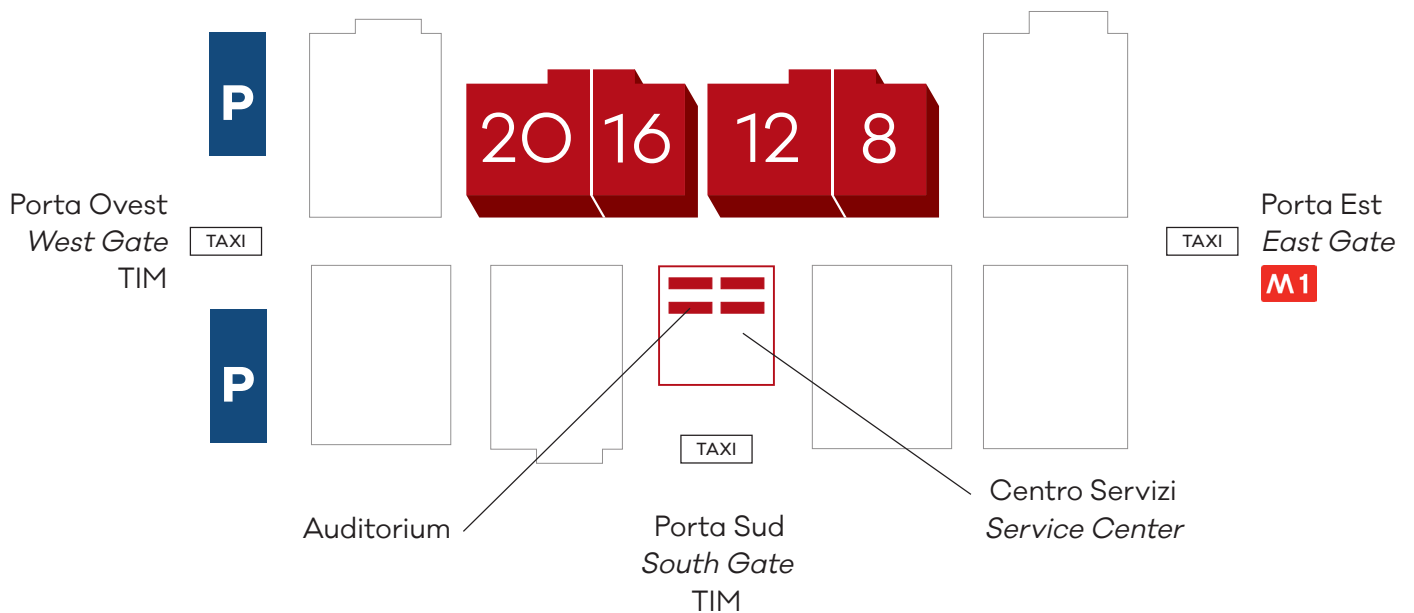 P
20
16
12
8
Porta Ovest
West Gate
TIM
TAXI
TAXI
Porta Est
East Gate
M1
P
TAXI
Auditorium
Porta Sud
South Gate
TIM
Centro Servizi
Service Center